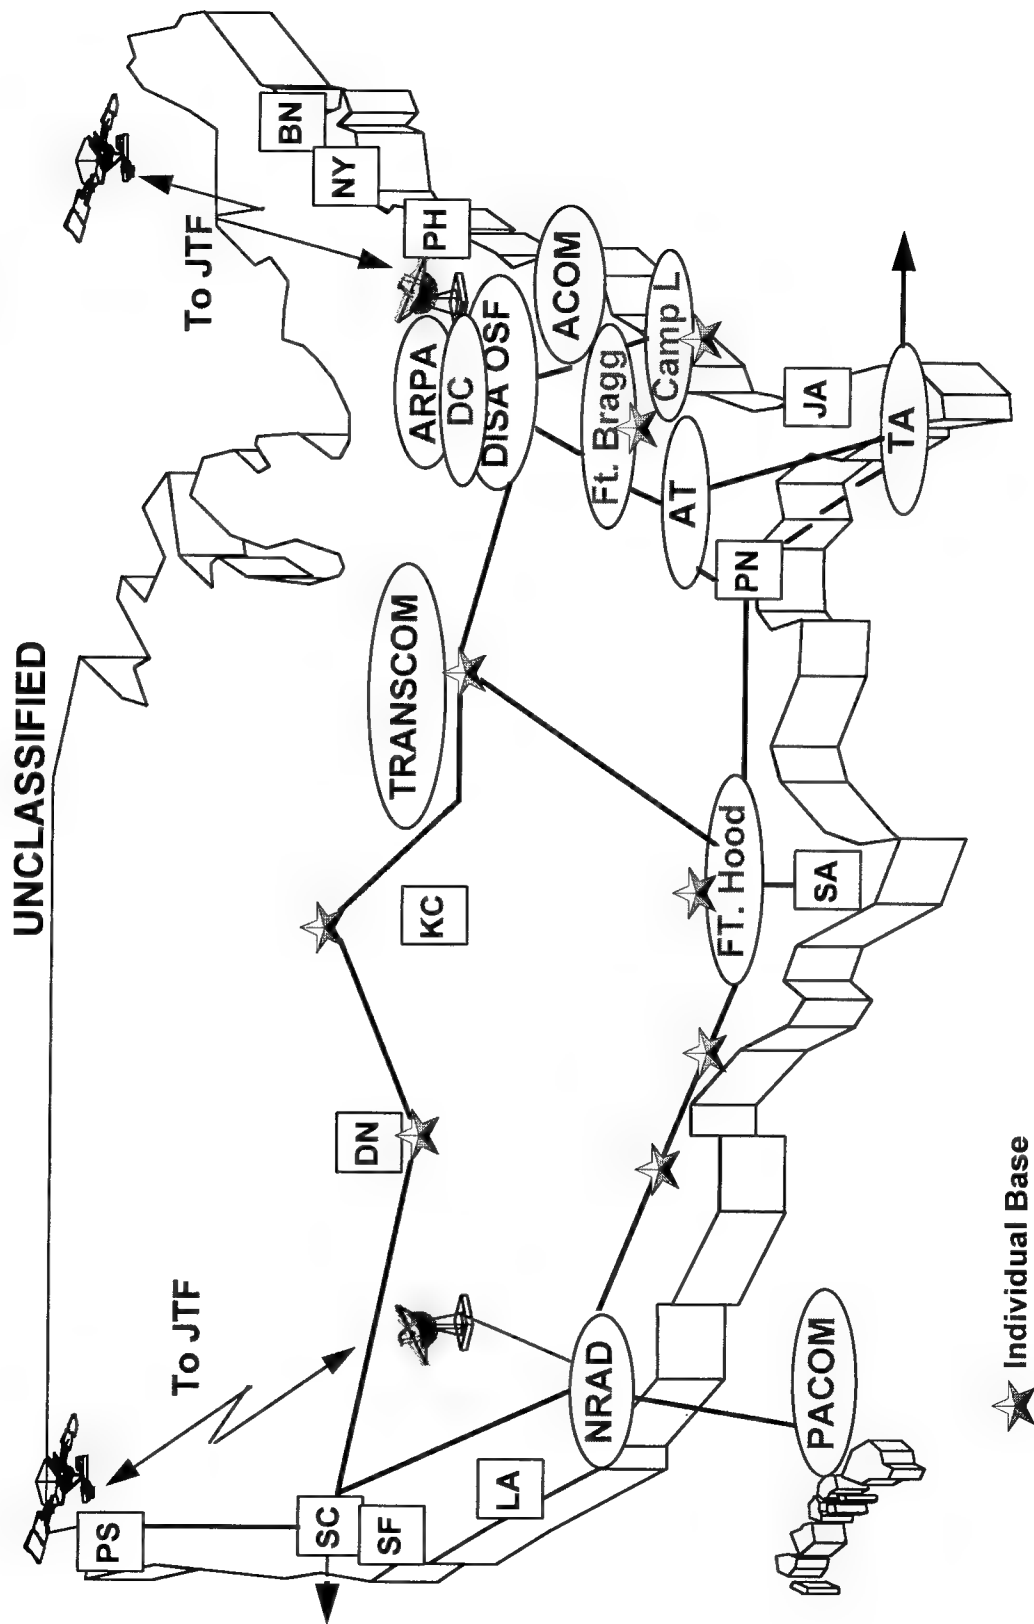 UNCLASSIFIED
To JTF
To JTF
PS
SC
SF
LA
DN
KC
TRANSCOM
ARPA
DC
DISA OSF
PH
NY
BN
ACOM
Ft. Bragg
Camp L
AT
JA
TA
PN
FT. Hood
SA
NRAD
PACOM
Individual Base